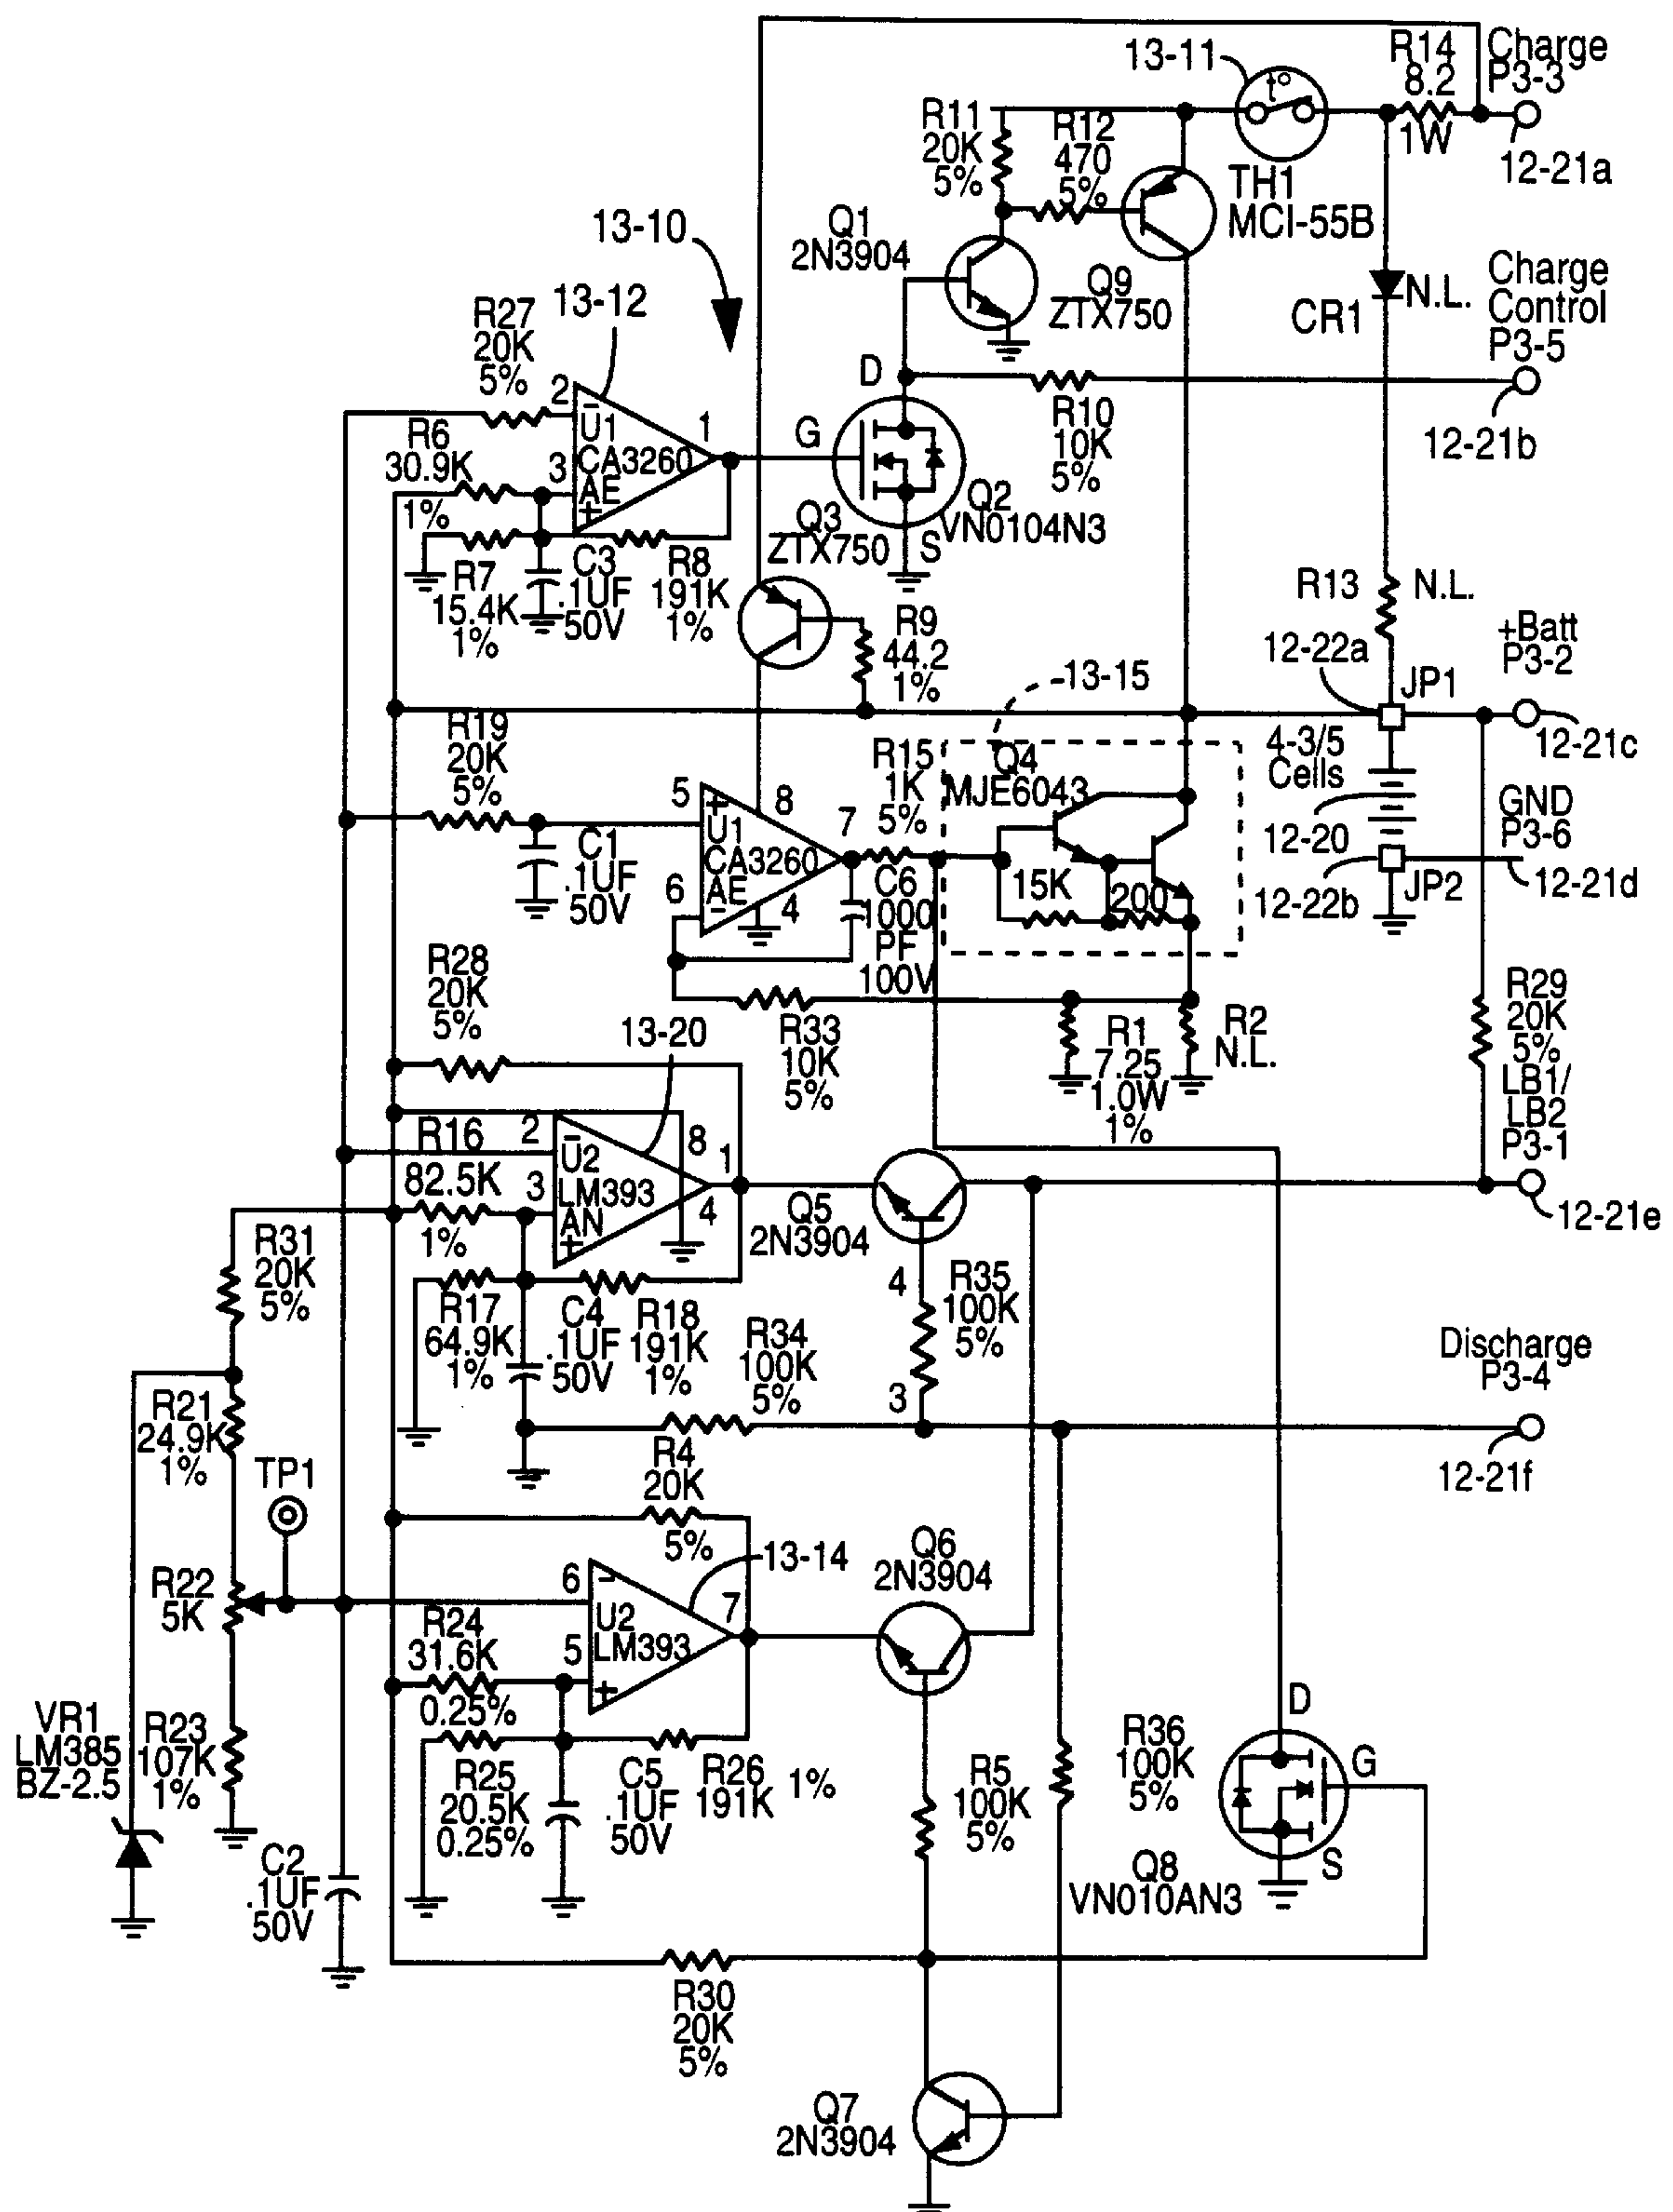 13-11
R14
8.2
1W
Charge
P3-3
12-21a
t°
R11
20K
5%
R12
470
5%
TH1
MCI-55B
13-10
Q1
2N3904
Q9
ZTX750
CR1
N.L.
Charge
Control
P3-5
12-21b
R27
20K
5%
13-12
2
-
U1
CA3260
AE
+
1
3
R6
30.9K
1%
D
G
S
R10
10K
5%
Q2
VN0104N3
Q3
ZTX750
R7
15.4K
1%
C3
.1UF
50V
R8
191K
1%
R9
44.2
1%
R13
N.L.
+Batt
P3-2
12-22a
JP1
12-21c
13-15
R19
20K
5%
5
+
8
U1
CA3260
AE
-
7
6
4
R15
1K
5%
Q4
MJE6043
15K
200
4-3/5
Cells
12-20
GND
P3-6
12-22b
JP2
12-21d
C1
.1UF
50V
C6
1000
PF
100V
R28
20K
5%
13-20
R33
10K
5%
R1
7.25
1.0W
1%
R2
N.L.
R29
20K
5%
LB1/
LB2
P3-1
12-21e
R16
82.5K
1%
2
-
U2
LM393
AN
+
8
1
3
4
Q5
2N3904
R31
20K
5%
R17
64.9K
1%
C4
.1UF
50V
R18
191K
1%
R34
100K
5%
4
R35
100K
5%
3
Discharge
P3-4
12-21f
R21
24.9K
1%
TP1
R4
20K
5%
13-14
Q6
2N3904
R22
5K
6
-
U2
LM393
+
7
5
R24
31.6K
0.25%
VR1
LM385
BZ-2.5
R23
107K
1%
R25
20.5K
0.25%
C5
.1UF
50V
R26
191K
1%
R5
100K
5%
R36
100K
5%
D
G
S
Q8
VN010AN3
C2
.1UF
50V
R30
20K
5%
Q7
2N3904